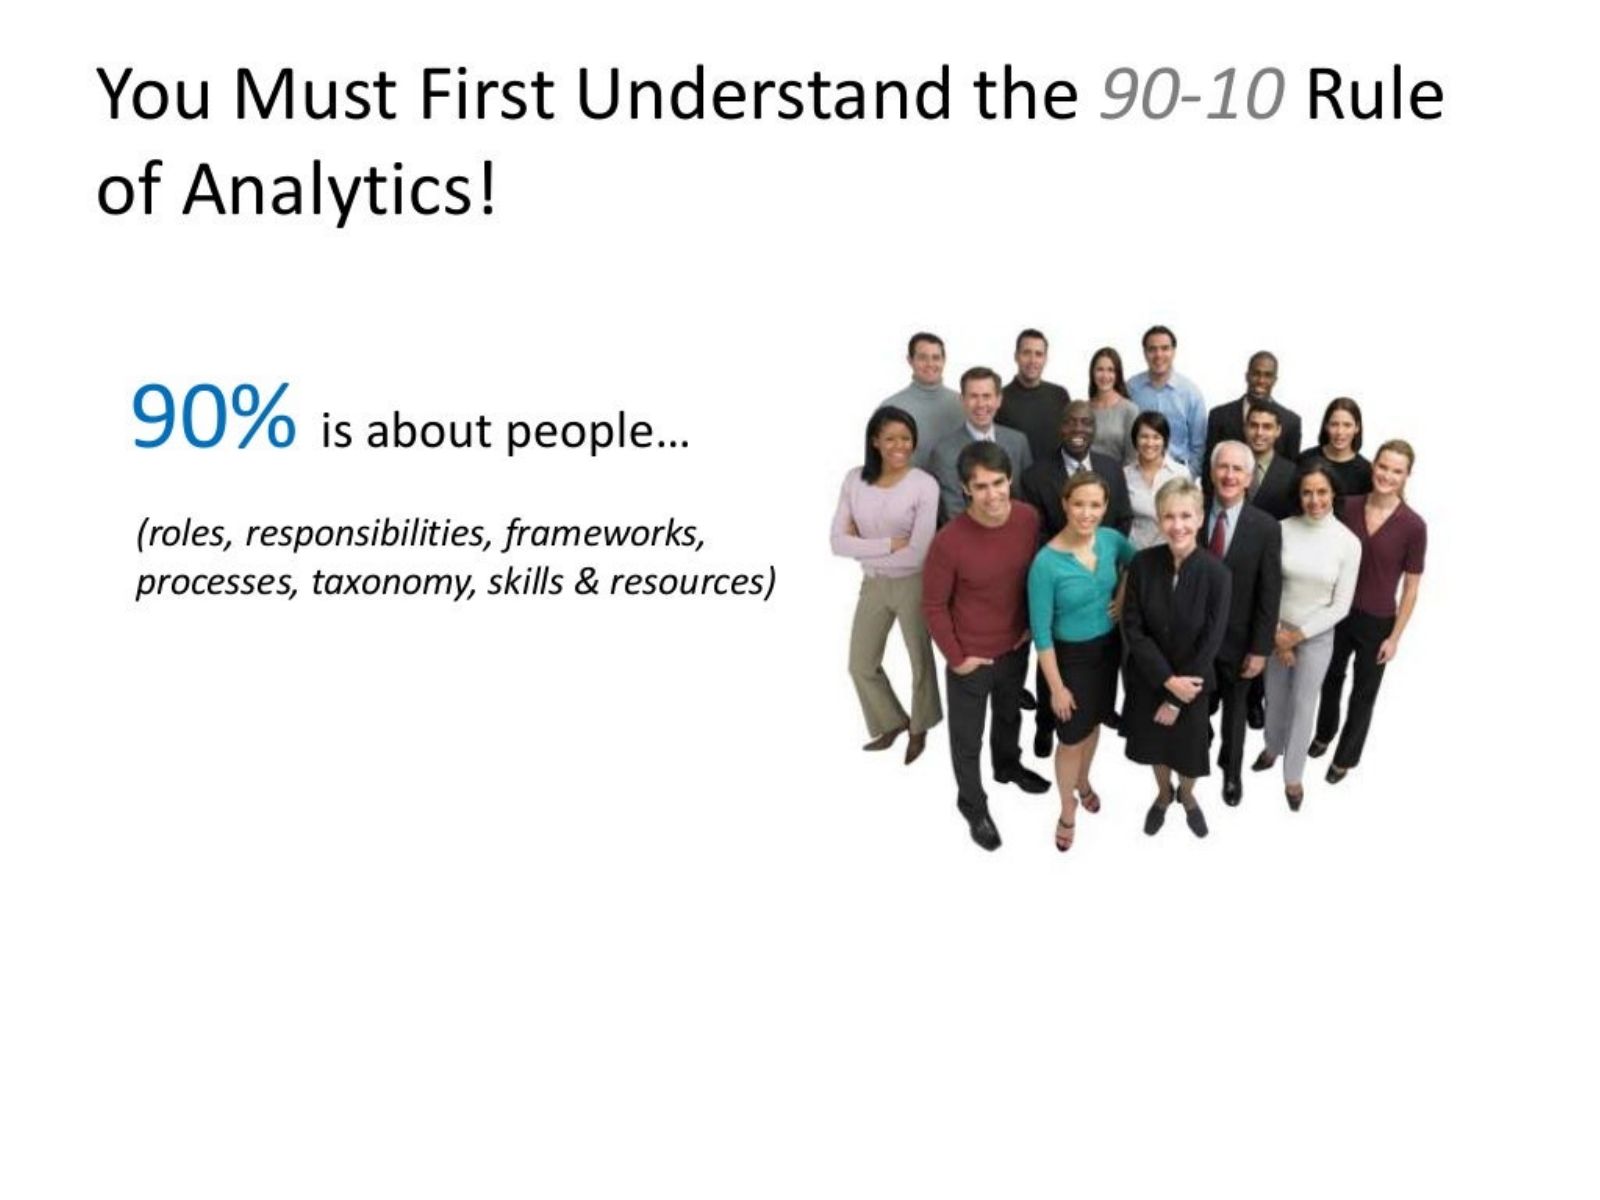 You Must First Understand the 90-10 Rule
of Analytics!
90% is about people…
(roles, responsibilities, frameworks,
processes, taxonomy, skills & resources)